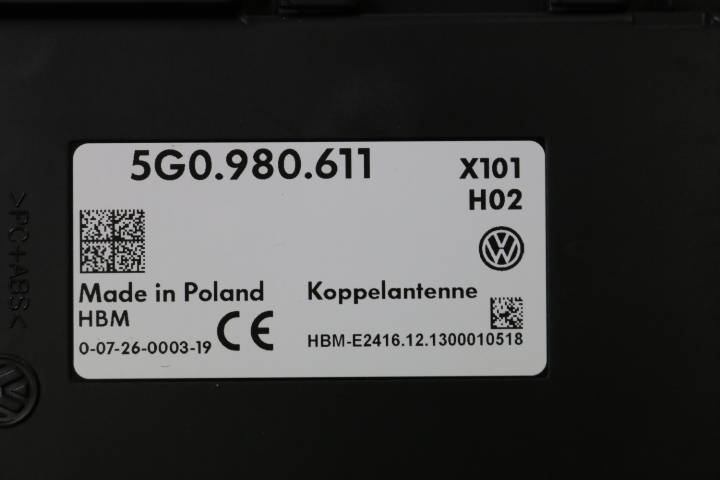 5G0.980.611
X101
H02
Made in Poland
Koppelantenne
HBM
CE
0-07-26-0003-19
HBM-E2416.12.1300010518
>PC+ABS<